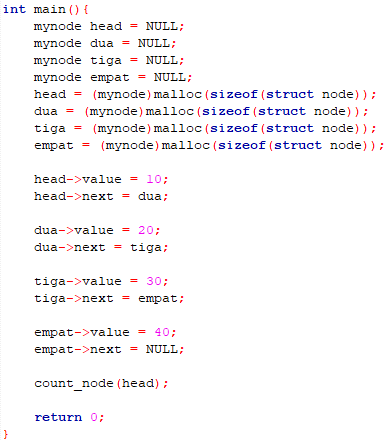 int main(){
    mynode head = NULL;
    mynode dua = NULL;
    mynode tiga = NULL;
    mynode empat = NULL;
    head = (mynode)malloc(sizeof(struct node));
    dua = (mynode)malloc(sizeof(struct node));
    tiga = (mynode)malloc(sizeof(struct node));
    empat = (mynode)malloc(sizeof(struct node));

    head->value = 10;
    head->next = dua;

    dua->value = 20;
    dua->next = tiga;

    tiga->value = 30;
    tiga->next = empat;

    empat->value = 40;
    empat->next = NULL;

    count_node(head);

    return 0;
}